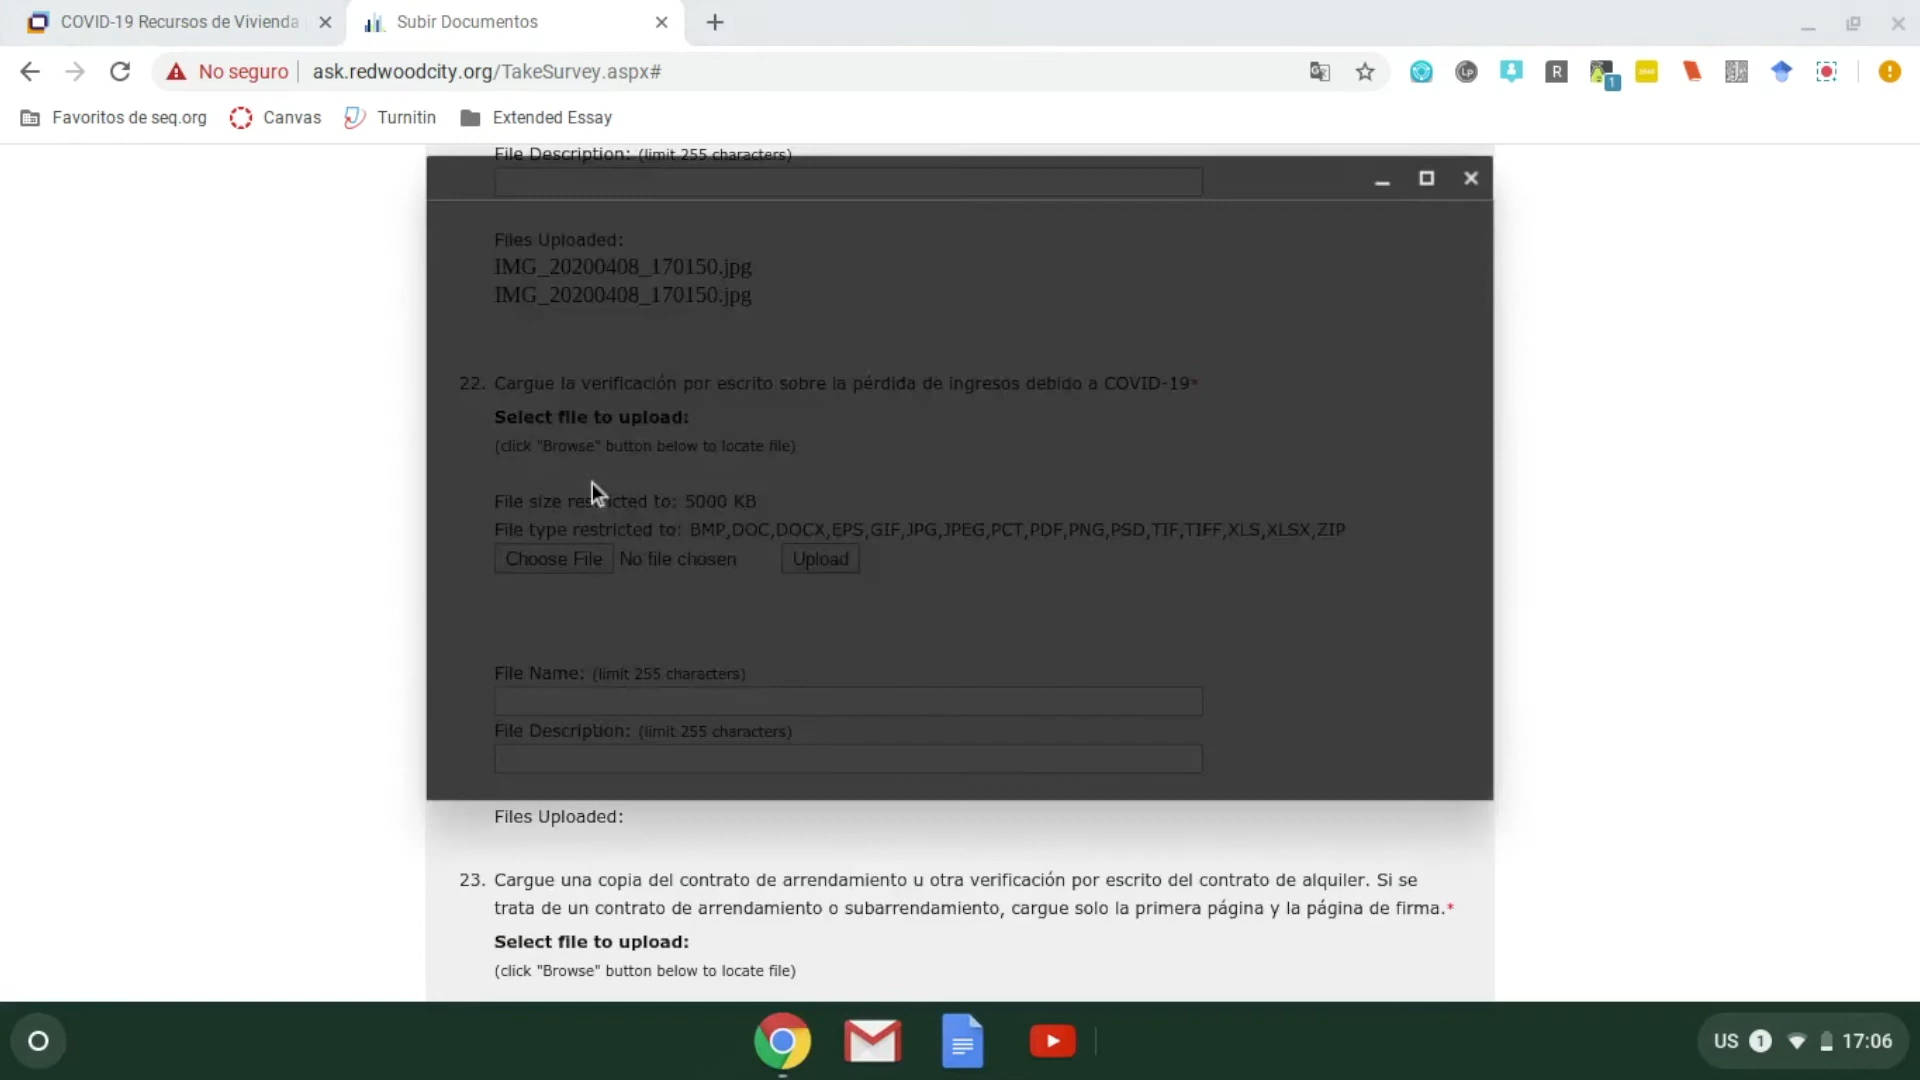 COVID-19 Recursos de Vivienda
Subir Documentos
No seguro
ask.redwoodcity.org/TakeSurvey.aspx#
LP
R
1
Favoritos de seq.org
Canvas
Turnitin
Extended Essay
File Description: (limit 255 characters)
Files Uploaded:
IMG_20200408_170150.jpg
IMG_20200408_170150.jpg
22. Cargue la verificación por escrito sobre la pérdida de ingresos debido a COVID-19*
Select file to upload:
(click "Browse" button below to locate file)
File size restricted to: 5000 KB
File type restricted to: BMP,DOC,DOCX,EPS,GIF,JPG,JPEG,PCT,PDF,PNG,PSD,TIF,TIFF,XLS,XLSX,ZIP
Choose File No file chosen Upload
File Name: (limit 255 characters)
File Description: (limit 255 characters)
Files Uploaded:
23. Cargue una copia del contrato de arrendamiento u otra verificación por escrito del contrato de alquiler. Si se
trata de un contrato de arrendamiento o subarrendamiento, cargue solo la primera página y la página de firma.*
Select file to upload:
(click "Browse" button below to locate file)
US 1 17:06